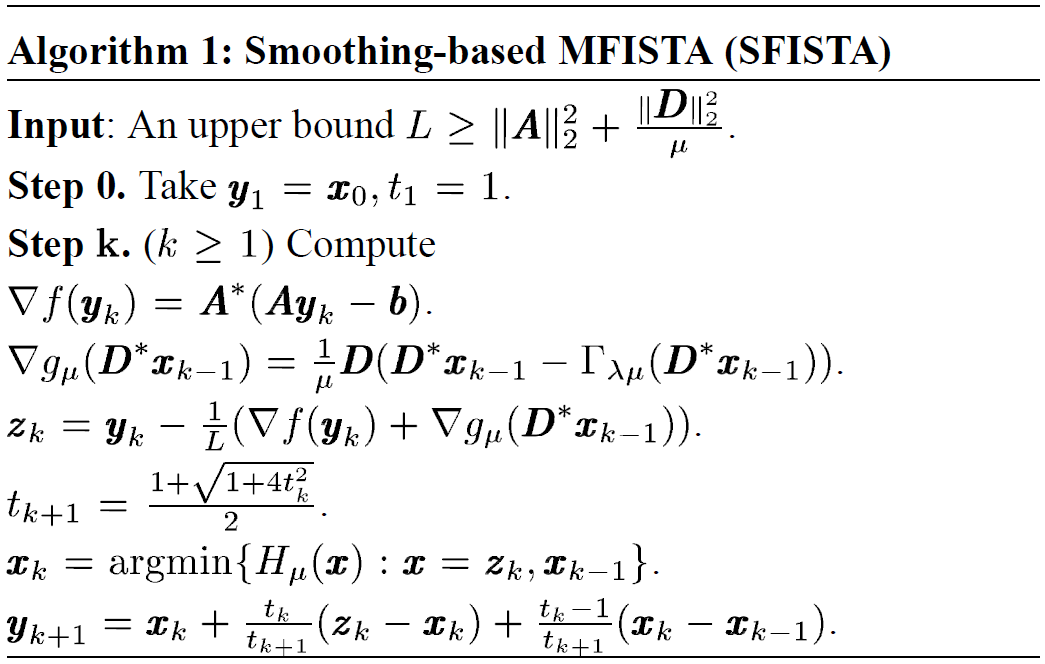 Algorithm 1: Smoothing-based MFISTA (SFISTA)
Input: An upper bound $L \geq \|\boldsymbol{A}\|_2^2 + \frac{\|\boldsymbol{D}\|_2^2}{\mu}$.
Step 0. Take $\boldsymbol{y}_1 = \boldsymbol{x}_0, t_1 = 1$.
Step k. ($k \geq 1$) Compute
$\nabla f(\boldsymbol{y}_k) = \boldsymbol{A}^*(\boldsymbol{A}\boldsymbol{y}_k - \boldsymbol{b})$.
$\nabla g_\mu(\boldsymbol{D}^*\boldsymbol{x}_{k-1}) = \frac{1}{\mu}\boldsymbol{D}(\boldsymbol{D}^*\boldsymbol{x}_{k-1} - \Gamma_{\lambda\mu}(\boldsymbol{D}^*\boldsymbol{x}_{k-1}))$.
$\boldsymbol{z}_k = \boldsymbol{y}_k - \frac{1}{L}(\nabla f(\boldsymbol{y}_k) + \nabla g_\mu(\boldsymbol{D}^*\boldsymbol{x}_{k-1}))$.
$t_{k+1} = \frac{1+\sqrt{1+4t_k^2}}{2}$.
$\boldsymbol{x}_k = \mathrm{argmin}\{H_\mu(\boldsymbol{x}) : \boldsymbol{x} = \boldsymbol{z}_k, \boldsymbol{x}_{k-1}\}$.
$\boldsymbol{y}_{k+1} = \boldsymbol{x}_k + \frac{t_k}{t_{k+1}}(\boldsymbol{z}_k - \boldsymbol{x}_k) + \frac{t_k-1}{t_{k+1}}(\boldsymbol{x}_k - \boldsymbol{x}_{k-1})$.